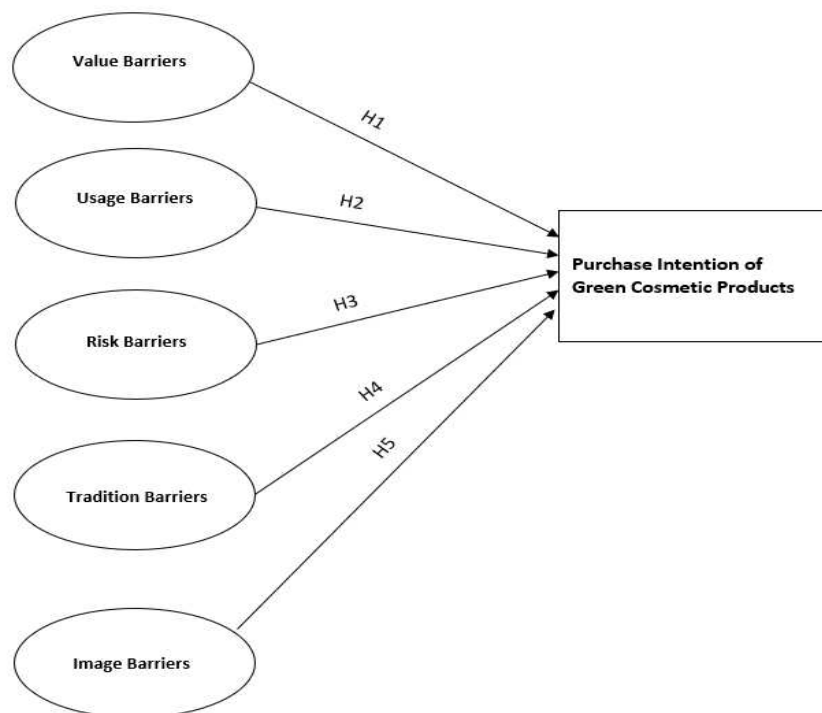 Value Barriers
H1
Usage Barriers
H2
Purchase Intention of
Green Cosmetic Products
Risk Barriers
H3
H4
Tradition Barriers
H5
Image Barriers